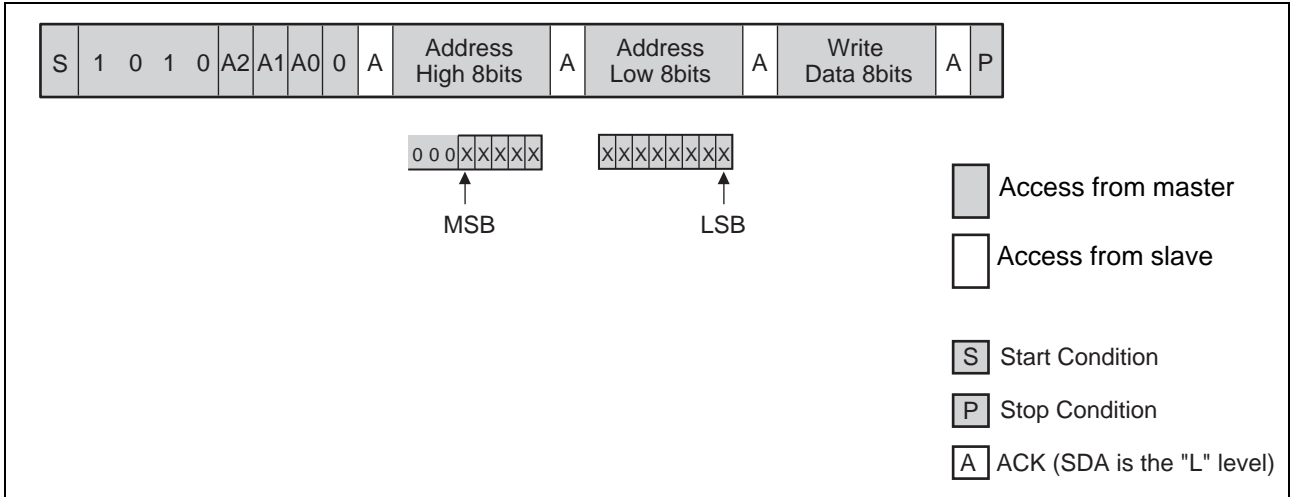 S 1 0 1 0 A2 A1 A0 0 A Address High 8bits A Address Low 8bits A Write Data 8bits A P
0 0 0 X X X X X X X X X X X X X
MSB LSB
Access from master
Access from slave
S Start Condition
P Stop Condition
A ACK (SDA is the "L" level)